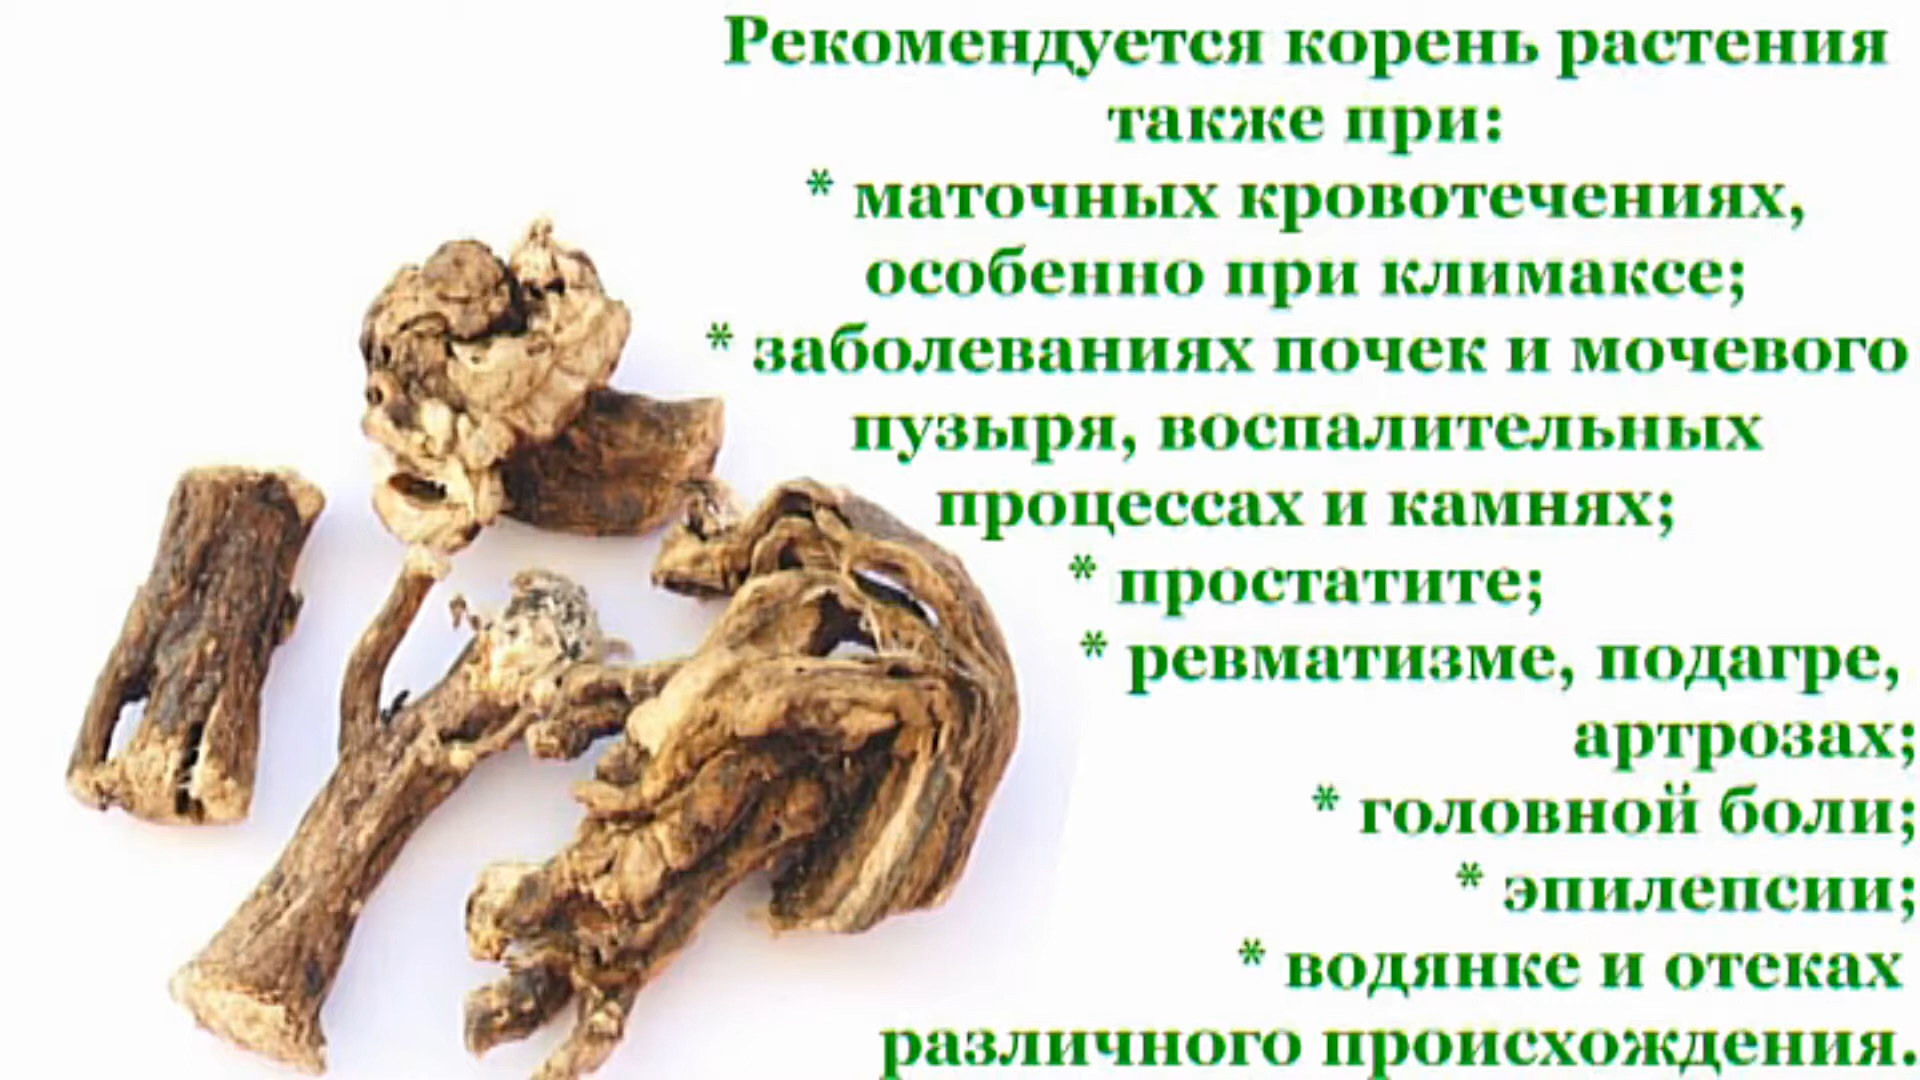 Рекомендуется корень растения
также при:
* маточных кровотечениях,
особенно при климаксе;
* заболеваниях почек и мочевого
пузыря, воспалительных
процессах и камнях;
* простатите;
* ревматизме, подагре,
артрозах;
* головной боли;
* эпилепсии;
* водянке и отеках
различного происхождения.